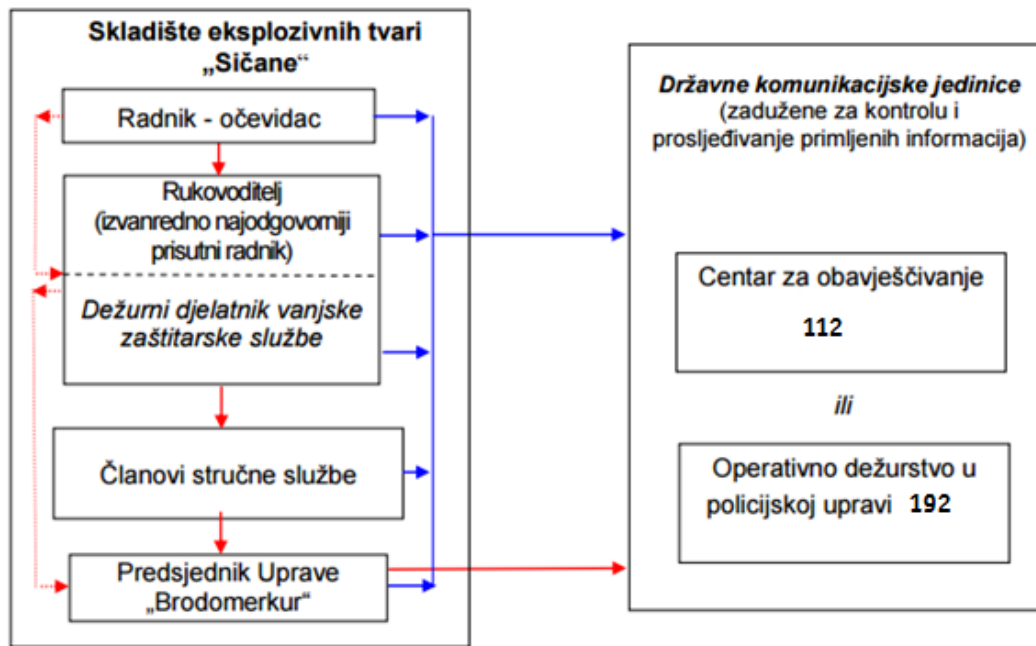 Skladište eksplozivnih tvari
„Sičane“
Radnik - očevidac
Rukovoditelj
(izvanredno najodgovorniji
prisutni radnik)
Dežurni djelatnik vanjske
zaštitarske službe
Članovi stručne službe
Predsjednik Uprave
„Brodomerkur“
Državne komunikacijske jedinice
(zadužene za kontrolu i
prosljeđivanje primljenih informacija)
Centar za obavješčivanje
112
ili
Operativno dežurstvo u
policijskoj upravi 192